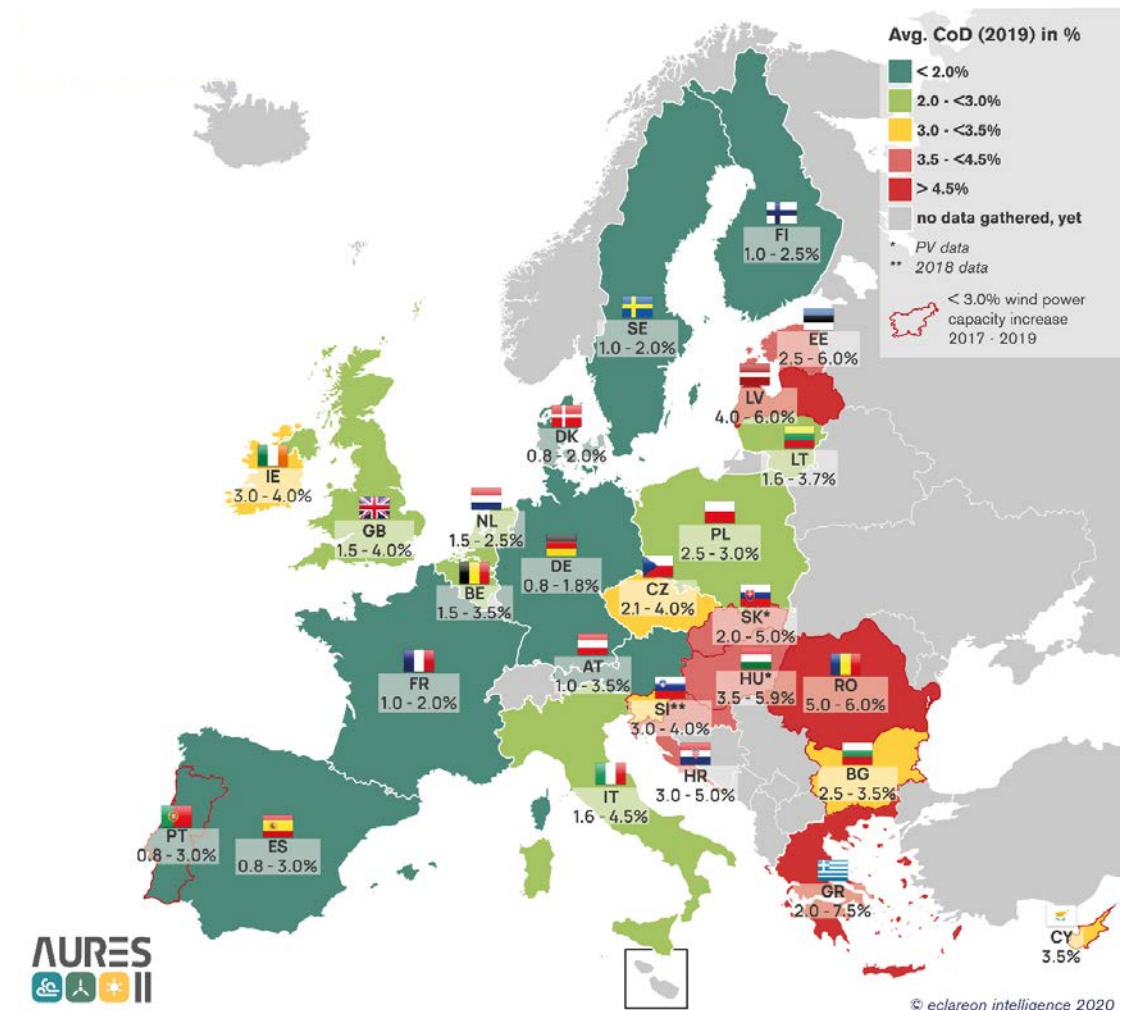 Avg. CoD (2019) in %
< 2.0%
2.0 - <3.0%
3.0 - <3.5%
3.5 - <4.5%
> 4.5%
no data gathered, yet
* PV data
** 2018 data
< 3.0% wind power
capacity increase
2017 - 2019
FI
1.0 - 2.5%
SE
1.0 - 2.0%
EE
2.5 - 6.0%
LV
4.0 - 6.0%
DK
0.8 - 2.0%
LT
1.6 - 3.7%
IE
3.0 - 4.0%
GB
1.5 - 4.0%
NL
1.5 - 2.5%
PL
2.5 - 3.0%
DE
0.8 - 1.8%
BE
1.5 - 3.5%
CZ
2.1 - 4.0%
SK*
2.0 - 5.0%
AT
1.0 - 3.5%
HU*
3.5 - 5.9%
RO
5.0 - 6.0%
FR
1.0 - 2.0%
SI**
3.0 - 4.0%
HR
3.0 - 5.0%
BG
2.5 - 3.5%
IT
1.6 - 4.5%
PT
0.8 - 3.0%
ES
0.8 - 3.0%
GR
2.0 - 7.5%
CY
3.5%
AURES
II
© eclareon intelligence 2020